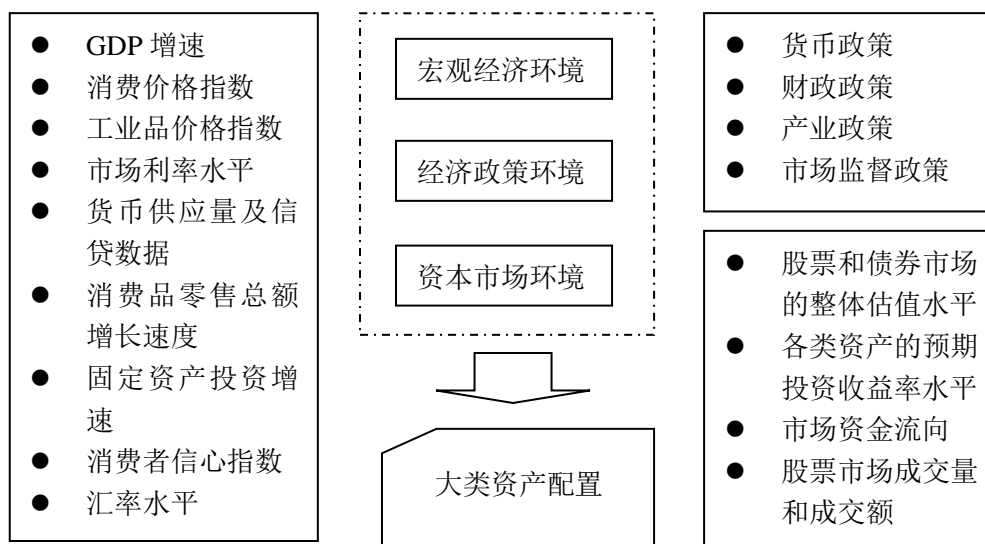 ● GDP 增速
● 消费价格指数
● 工业品价格指数
● 市场利率水平
● 货币供应量及信
贷数据
● 消费品零售总额
增长速度
● 固定资产投资增
速
● 消费者信心指数
● 汇率水平
宏观经济环境
经济政策环境
资本市场环境
大类资产配置
● 货币政策
● 财政政策
● 产业政策
● 市场监督政策
● 股票和债券市场
的整体估值水平
● 各类资产的预期
投资收益率水平
● 市场资金流向
● 股票市场成交量
和成交额